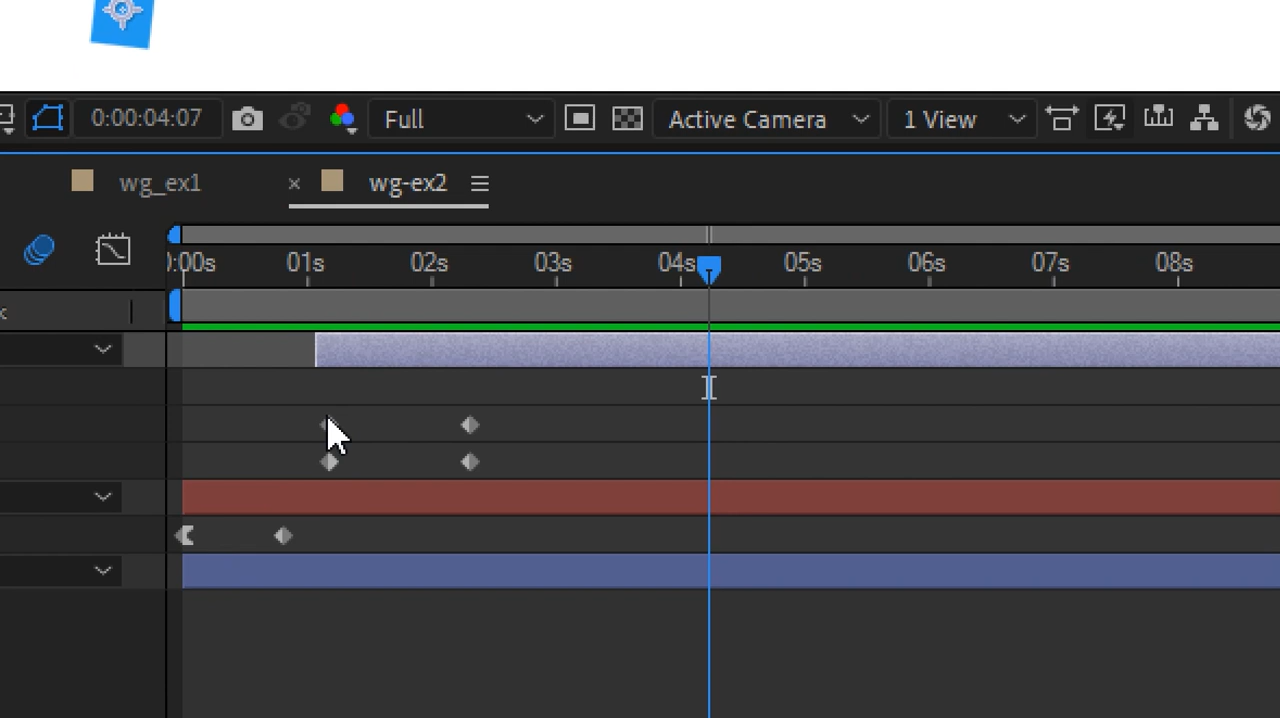 0:00:04:07 Full Active Camera 1 View
wg_ex1 × wg-ex2
0:00s 01s 02s 03s 04s 05s 06s 07s 08s